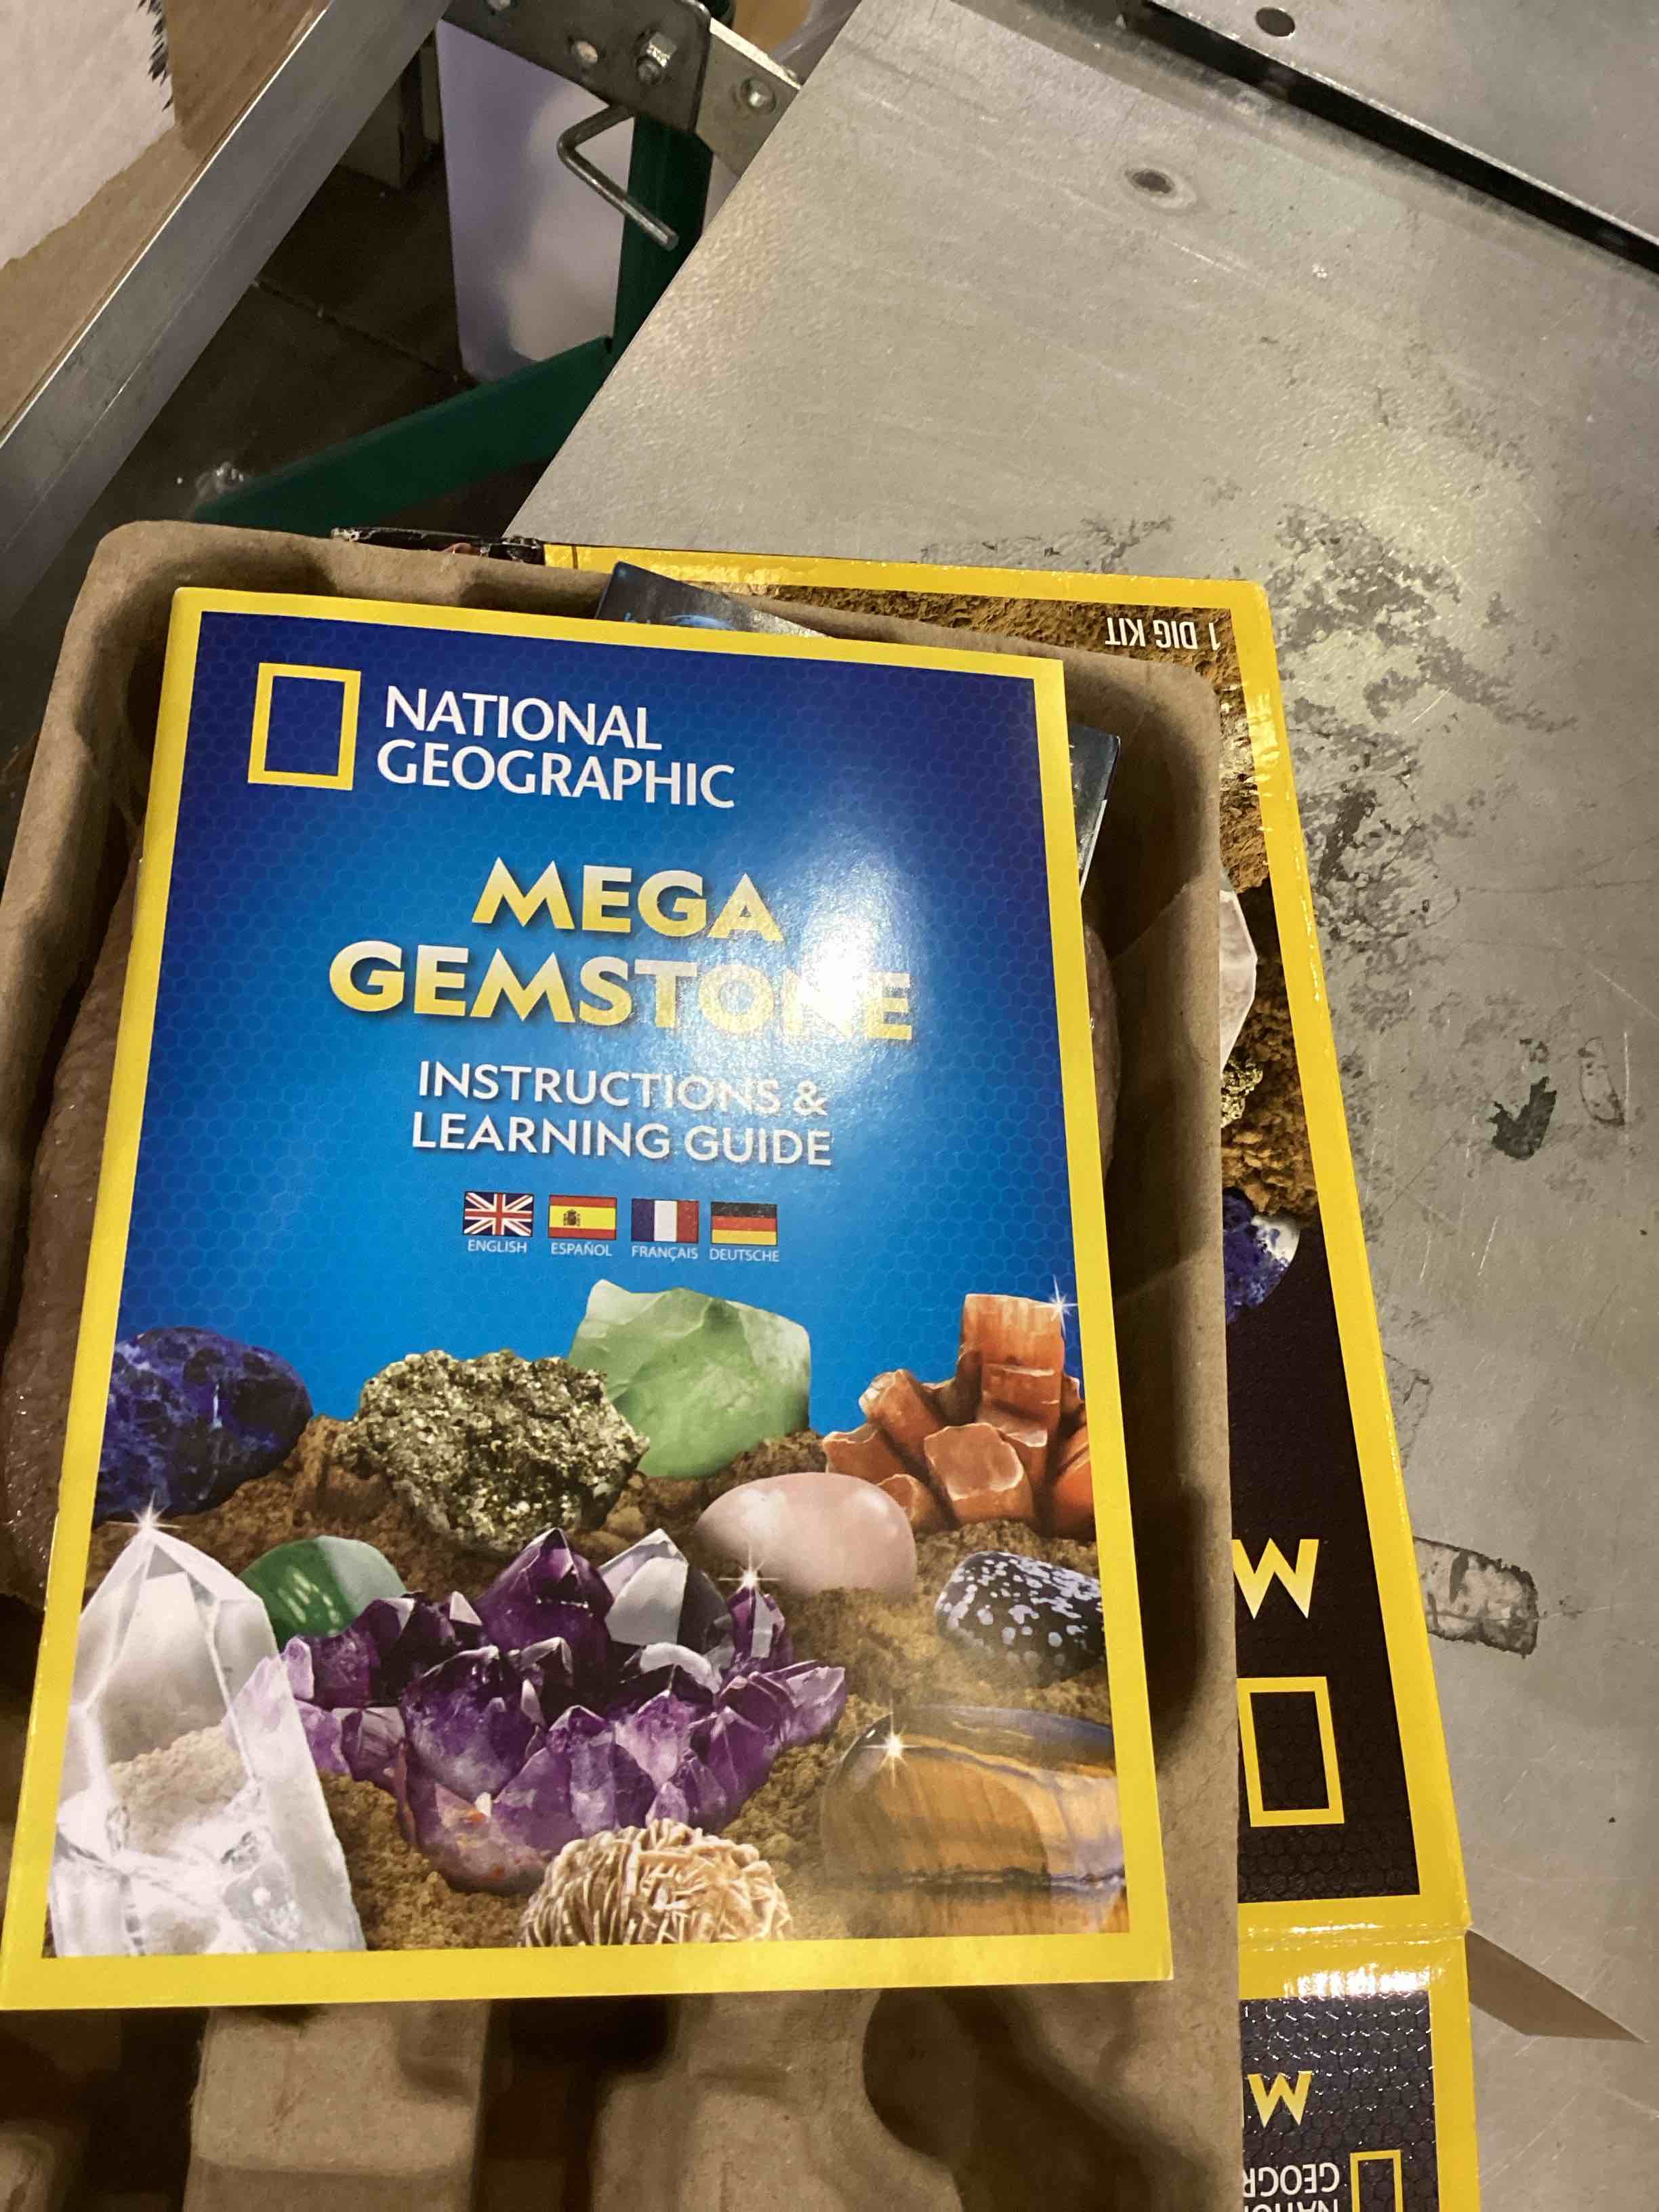 NATIONAL
GEOGRAPHIC
MEGA
GEMSTONE
INSTRUCTIONS &
LEARNING GUIDE
ENGLISH ESPAÑOL FRANÇAIS DEUTSCHE
1 DIG KIT